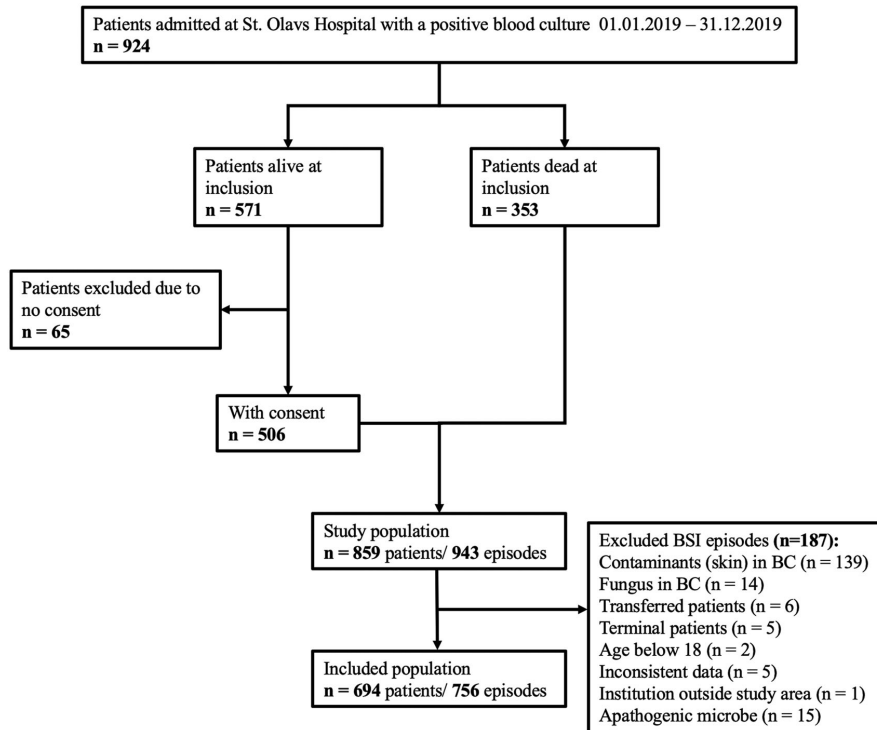 Patients admitted at St. Olavs Hospital with a positive blood culture 01.01.2019 – 31.12.2019
n = 924
Patients alive at
inclusion
n = 571
Patients dead at
inclusion
n = 353
Patients excluded due to
no consent
n = 65
With consent
n = 506
Study population
n = 859 patients/ 943 episodes
Excluded BSI episodes (n=187):
Contaminants (skin) in BC (n = 139)
Fungus in BC (n = 14)
Transferred patients (n = 6)
Terminal patients (n = 5)
Age below 18 (n = 2)
Inconsistent data (n = 5)
Institution outside study area (n = 1)
Apathogenic microbe (n = 15)
Included population
n = 694 patients/ 756 episodes